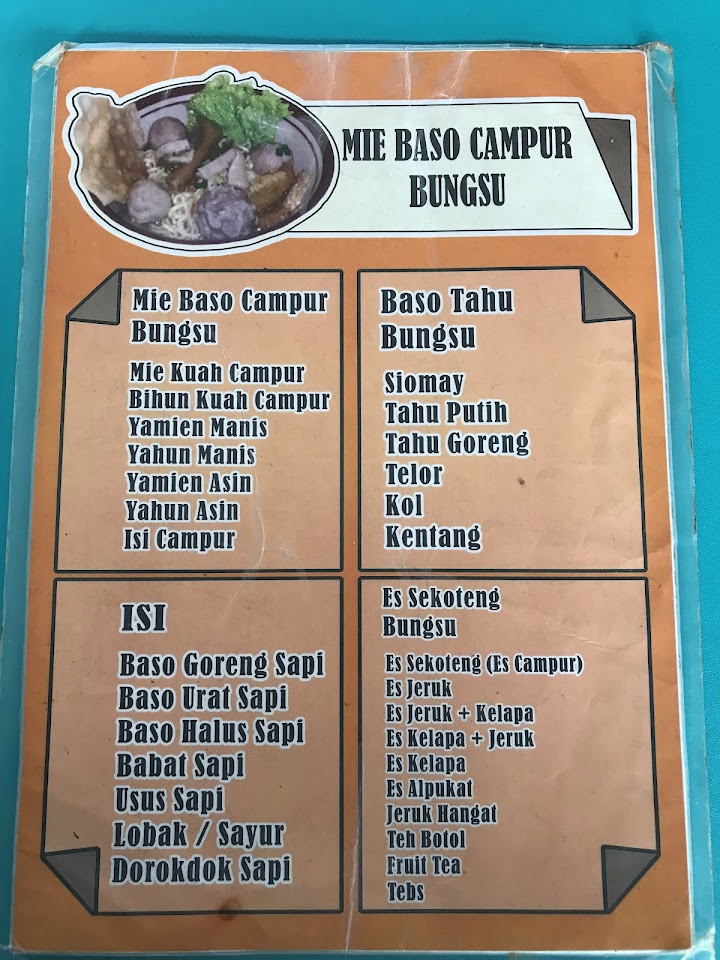 MIE BASO CAMPUR
BUNGSU
Mie Baso Campur
Bungsu
Mie Kuah Campur
Bihun Kuah Campur
Yamien Manis
Yahun Manis
Yamien Asin
Yahun Asin
Isi Campur
Baso Tahu
Bungsu
Siomay
Tahu Putih
Tahu Goreng
Telor
Kol
Kentang
ISI
Baso Goreng Sapi
Baso Urat Sapi
Baso Halus Sapi
Babat Sapi
Usus Sapi
Lobak / Sayur
Dorokdok Sapi
Es Sekoteng
Bungsu
Es Sekoteng (Es Campur)
Es Jeruk
Es Jeruk + Kelapa
Es Kelapa + Jeruk
Es Kelapa
Es Alpukat
Jeruk Hangat
Teh Botol
Fruit Tea
Tebs